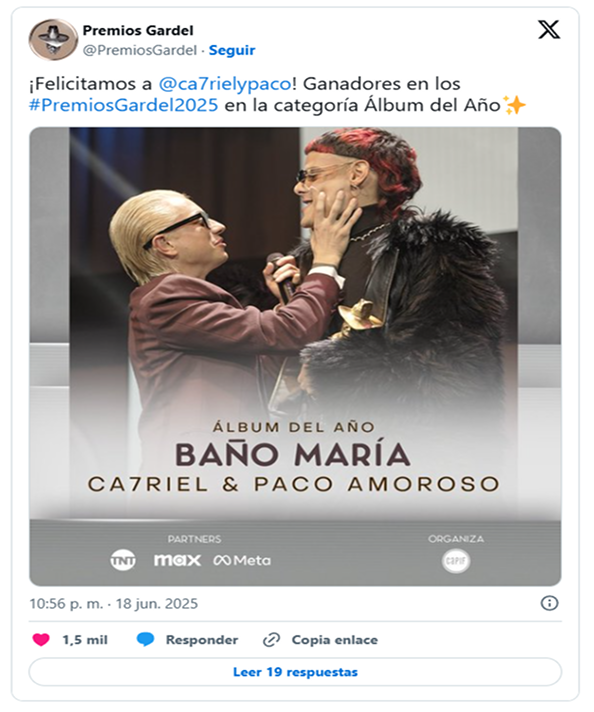 Premios Gardel
@PremiosGardel · Seguir
¡Felicitamos a @ca7rielypaco! Ganadores en los
#PremiosGardel2025 en la categoría Álbum del Año✨
ÁLBUM DEL AÑO
BAÑO MARÍA
CA7RIEL & PACO AMOROSO
PARTNERS
ORGANIZA
TNT
max
Meta
CAPIF
10:56 p. m. · 18 jun. 2025
1,5 mil
Responder
Copia enlace
Leer 19 respuestas